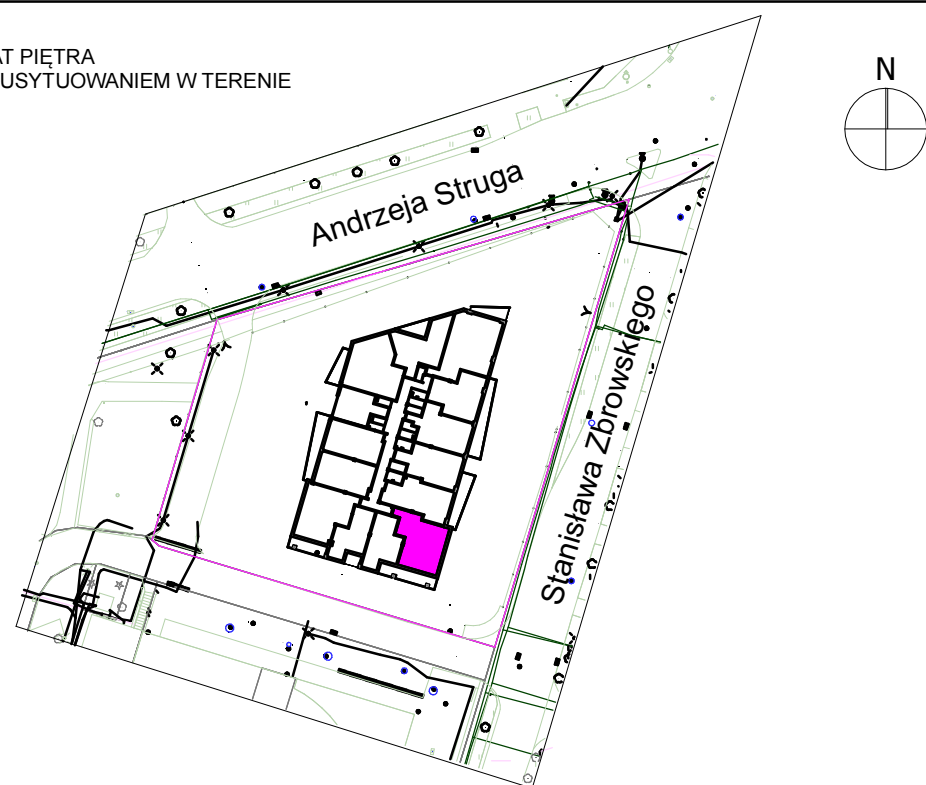 AT PIĘTRA
USYTUOWANIEM W TERENIE
N
Andrzeja Struga
Stanisława Zbrowskiego